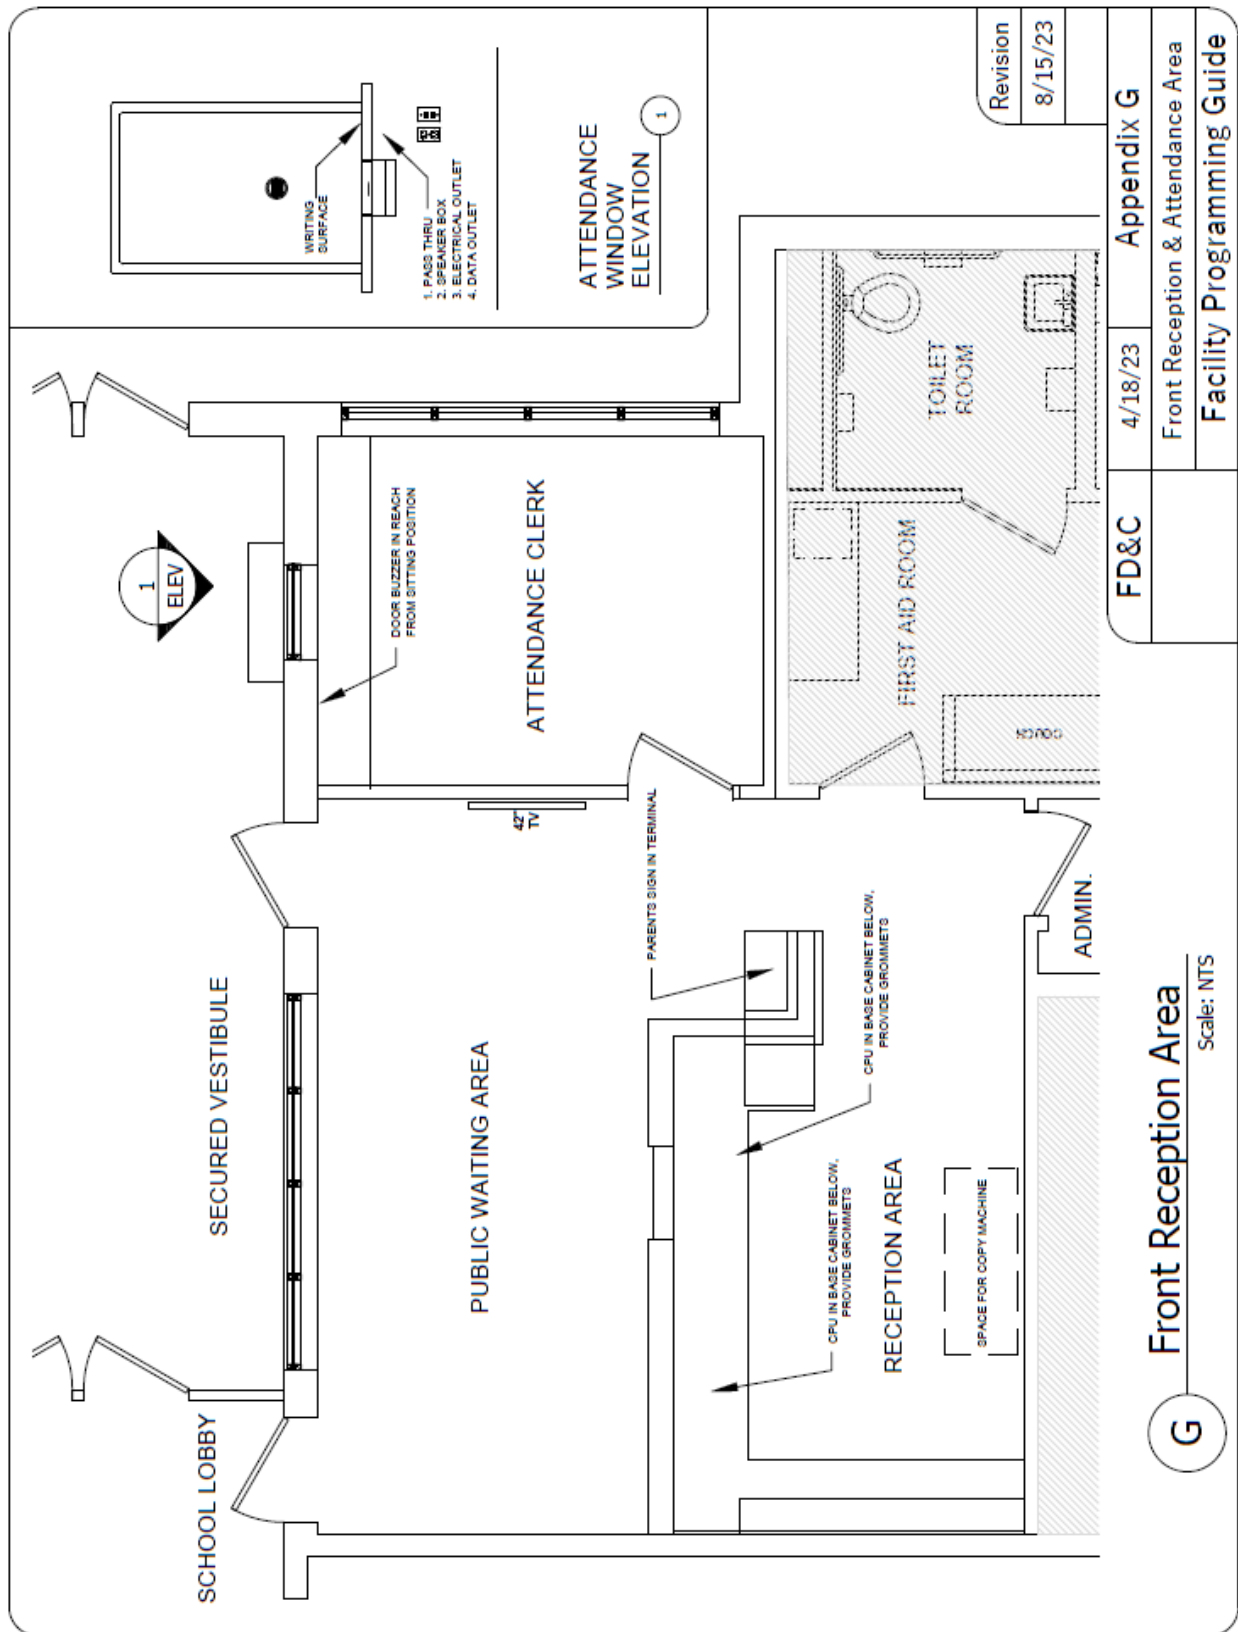 SCHOOL LOBBY
SECURED VESTIBULE
1
ELEV
PUBLIC WAITING AREA
42"
TV
DOOR BUZZER IN REACH
FROM SITTING POSITION
ATTENDANCE CLERK
PARENTS SIGN IN TERMINAL
CPU IN BASE CABINET BELOW,
PROVIDE GROMMETS
CPU IN BASE CABINET BELOW,
PROVIDE GROMMETS
RECEPTION AREA
SPACE FOR COPY MACHINE
ADMIN.
FIRST AID ROOM
COUCH
TOILET
ROOM
WRITING
SURFACE
1. PASS THRU
2. SPEAKER BOX
3. ELECTRICAL OUTLET
4. DATA OUTLET
ATTENDANCE
WINDOW
ELEVATION
1
G
Front Reception Area
Scale: NTS
Revision
8/15/23
FD&C
4/18/23
Appendix G
Front Reception & Attendance Area
Facility Programming Guide